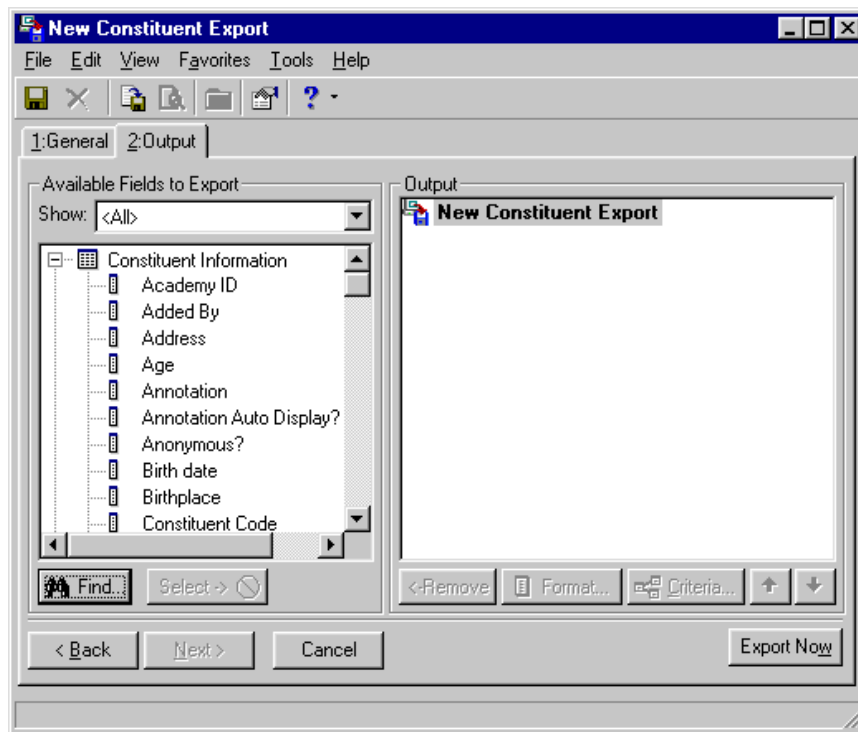 New Constituent Export
File Edit View Favorites Tools Help
?
1:General 2:Output
Available Fields to Export
Show: <All>
Constituent Information
Academy ID
Added By
Address
Age
Annotation
Annotation Auto Display?
Anonymous?
Birth date
Birthplace
Constituent Code
Find...
Select ->
Output
New Constituent Export
<-Remove
Format...
Criteria...
< Back
Next >
Cancel
Export Now